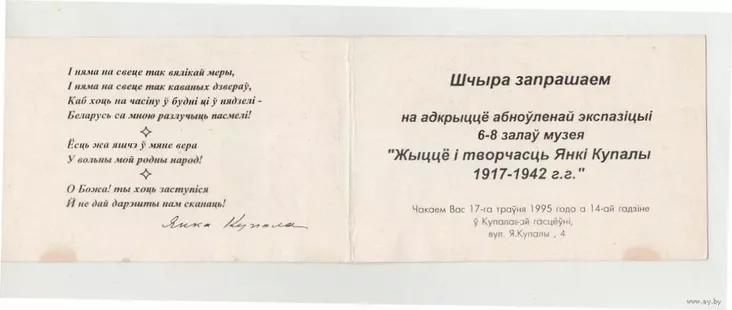 І няма на свеце так вялікай меры,
І няма на свеце так каваных дзвераў,
Каб хоць на часіну ў будні ці ў нядзелі -
Беларусь са мною разлучыць пасмелі!
Ёсць жа яшчэ ў мяне вера
У вольны мой родны народ!
О Божа! ты хоць заступіся
Й не дай дарэшты нам сканаць!
Янка Купала
Шчыра запрашаем
на адкрыццё абноўленай экспазіцыі
6-8 залаў музея
"Жыццё і творчасць Янкі Купалы
1917-1942 г.г."
Чакаем Вас 17-га траўня 1995 года а 14-ай гадзіне
ў Купалавай гасцёўні,
вул. Я.Купалы , 4
www.ay.by